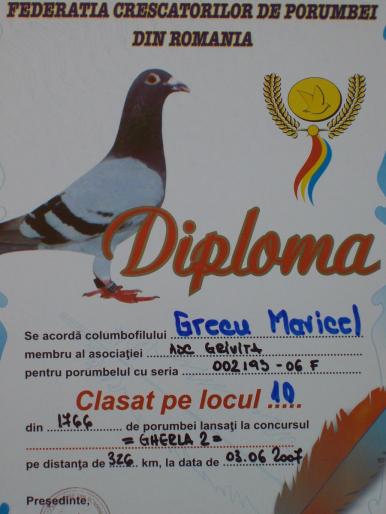 FEDERATIA CRESCATORILOR DE PORUMBEI
DIN ROMANIA
Diploma
Se acordă columbofilului Grecu Maricel
membru al asociaţiei ADC GRIVITA
pentru porumbelul cu seria 002195-06 F
Clasat pe locul 10
din 1766 de porumbei lansaţi la concursul
= GHERLA 2 =
pe distanţa de 326 km, la data de 03.06 2007
Preşedinte,